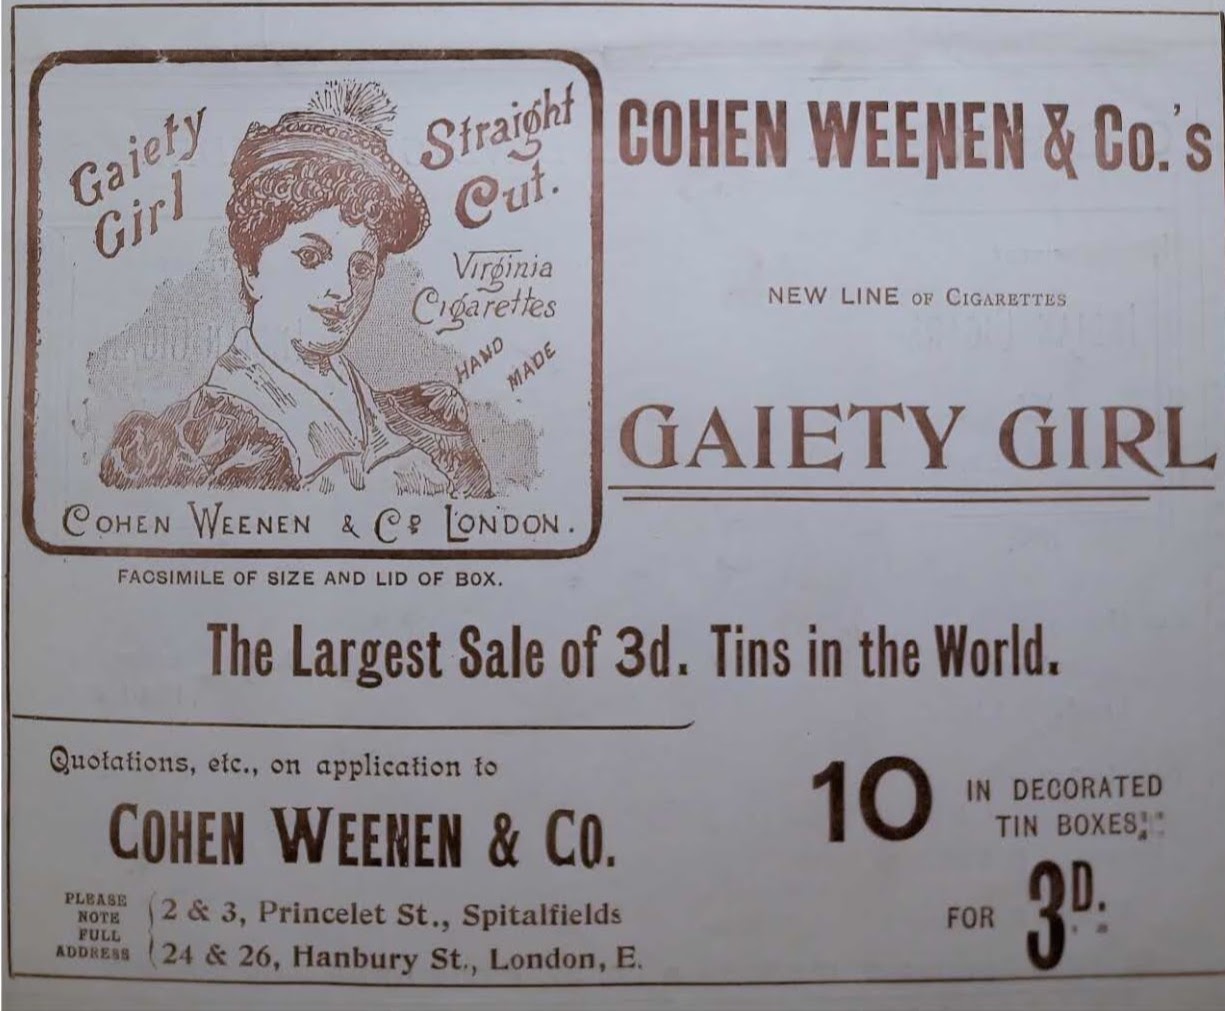 Gaiety
Girl
Straight
Cut.
Virginia
Cigarettes
HAND
MADE
COHEN WEENEN & Co. LONDON.
FACSIMILE OF SIZE AND LID OF BOX.
COHEN WEENEN & Co.'s
NEW LINE OF CIGARETTES
GAIETY GIRL
The Largest Sale of 3d. Tins in the World.
Quotations, etc., on application to
COHEN WEENEN & CO.
PLEASE
NOTE
FULL
ADDRESS
2 & 3, Princelet St., Spitalfields
24 & 26, Hanbury St., London, E.
10 IN DECORATED
TIN BOXES,
FOR 3D.